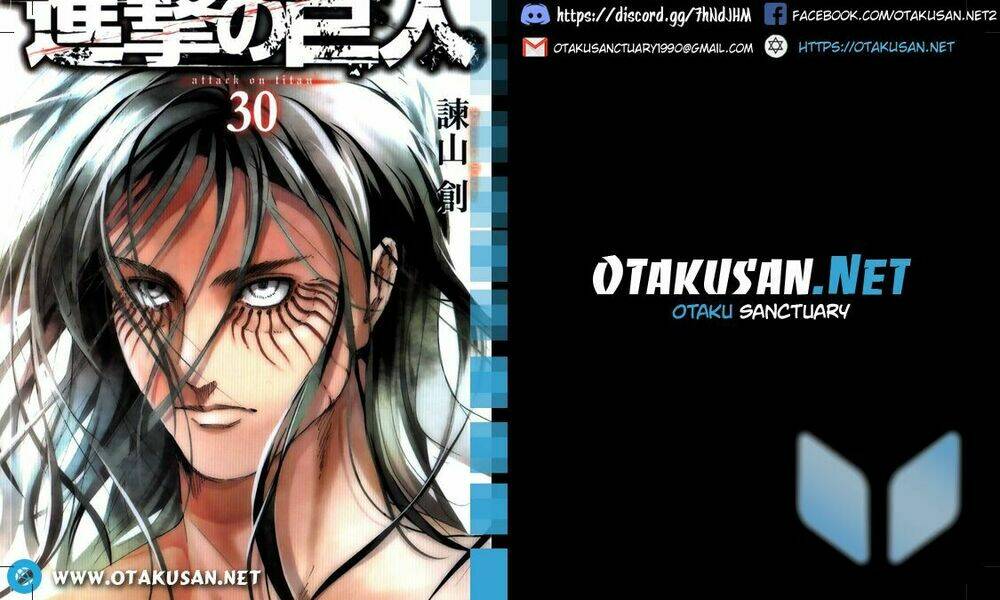 進撃の巨人
attack on titan
30
諫山 創
WWW.OTAKUSAN.NET
https://discord.gg/7hNdJHM
FACEBOOK.COM/OTAKUSAN.NET2
OTAKUSANCTUARY1990@GMAIL.COM
HTTPS://OTAKUSAN.NET
OTAKUSAN.NET
OTAKU SANCTUARY